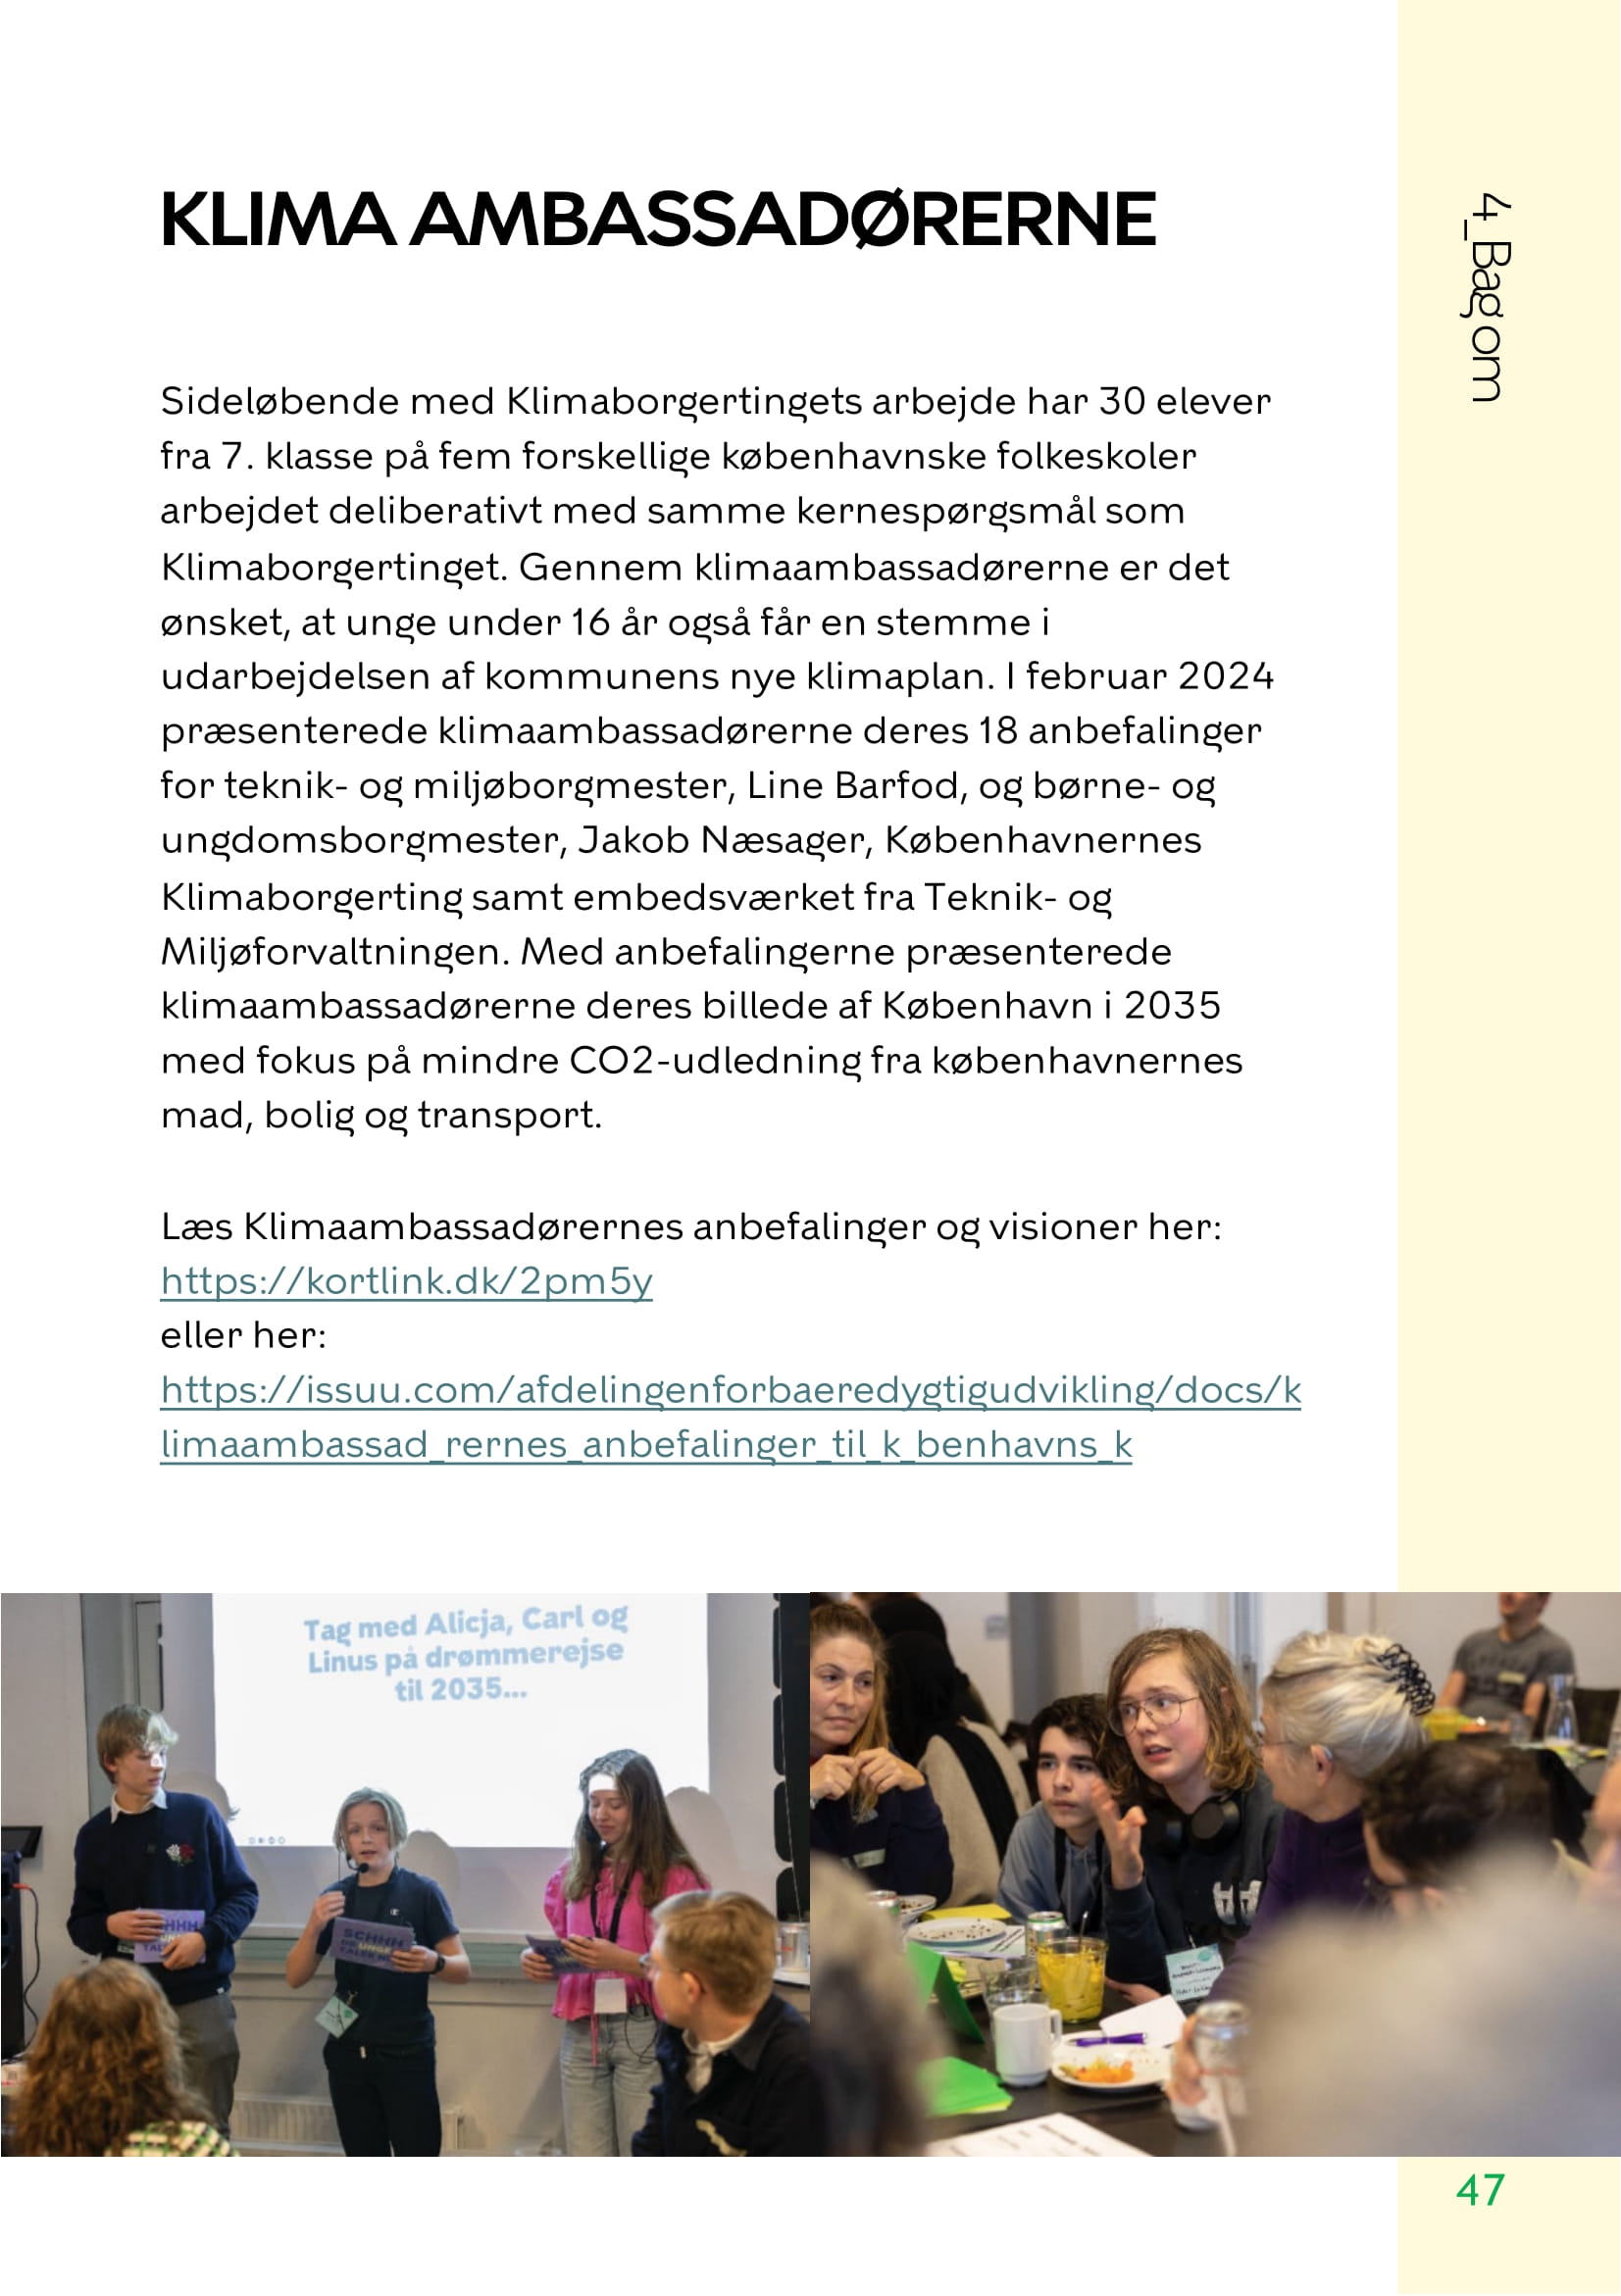 KLIMA AMBASSADØRERNE
4_Bag om
Sideløbende med Klimaborgertingets arbejde har 30 elever
fra 7. klasse på fem forskellige københavnske folkeskoler
arbejdet deliberativt med samme kernespørgsmål som
Klimaborgertinget. Gennem klimaambassadørerne er det
ønsket, at unge under 16 år også får en stemme i
udarbejdelsen af kommunens nye klimaplan. I februar 2024
præsenterede klimaambassadørerne deres 18 anbefalinger
for teknik- og miljøborgmester, Line Barfod, og børne- og
ungdomsborgmester, Jakob Næsager, Københavnernes
Klimaborgerting samt embedsværket fra Teknik- og
Miljøforvaltningen. Med anbefalingerne præsenterede
klimaambassadørerne deres billede af København i 2035
med fokus på mindre CO2-udledning fra københavnernes
mad, bolig og transport.
Læs Klimaambassadørernes anbefalinger og visioner her:
https://kortlink.dk/2pm5y
eller her:
https://issuu.com/afdelingenforbaeredygtigudvikling/docs/k
limaambassad_rernes_anbefalinger_til_k_benhavns_k
Tag med Alicja, Carl og
Linus på drømmerejse
til 2035...
SCHHH
UNGE
47